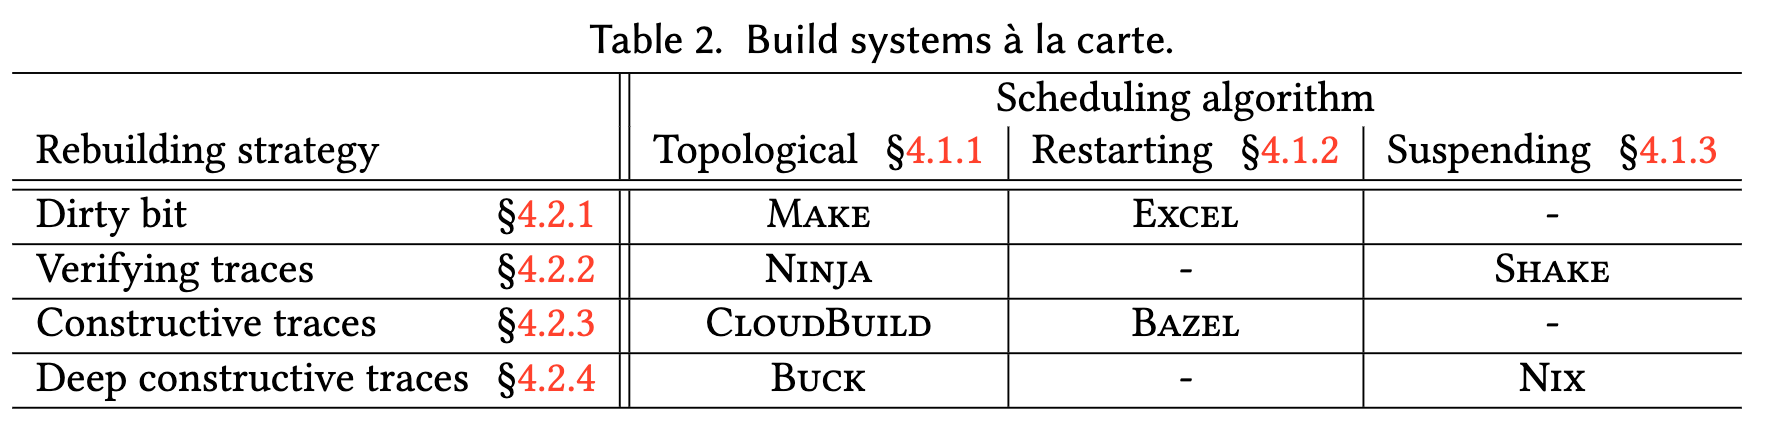 Table 2. Build systems à la carte.
Scheduling algorithm
Rebuilding strategy Topological §4.1.1 Restarting §4.1.2 Suspending §4.1.3
Dirty bit §4.2.1 MAKE EXCEL -
Verifying traces §4.2.2 NINJA - SHAKE
Constructive traces §4.2.3 CLOUDBUILD BAZEL -
Deep constructive traces §4.2.4 BUCK - NIX